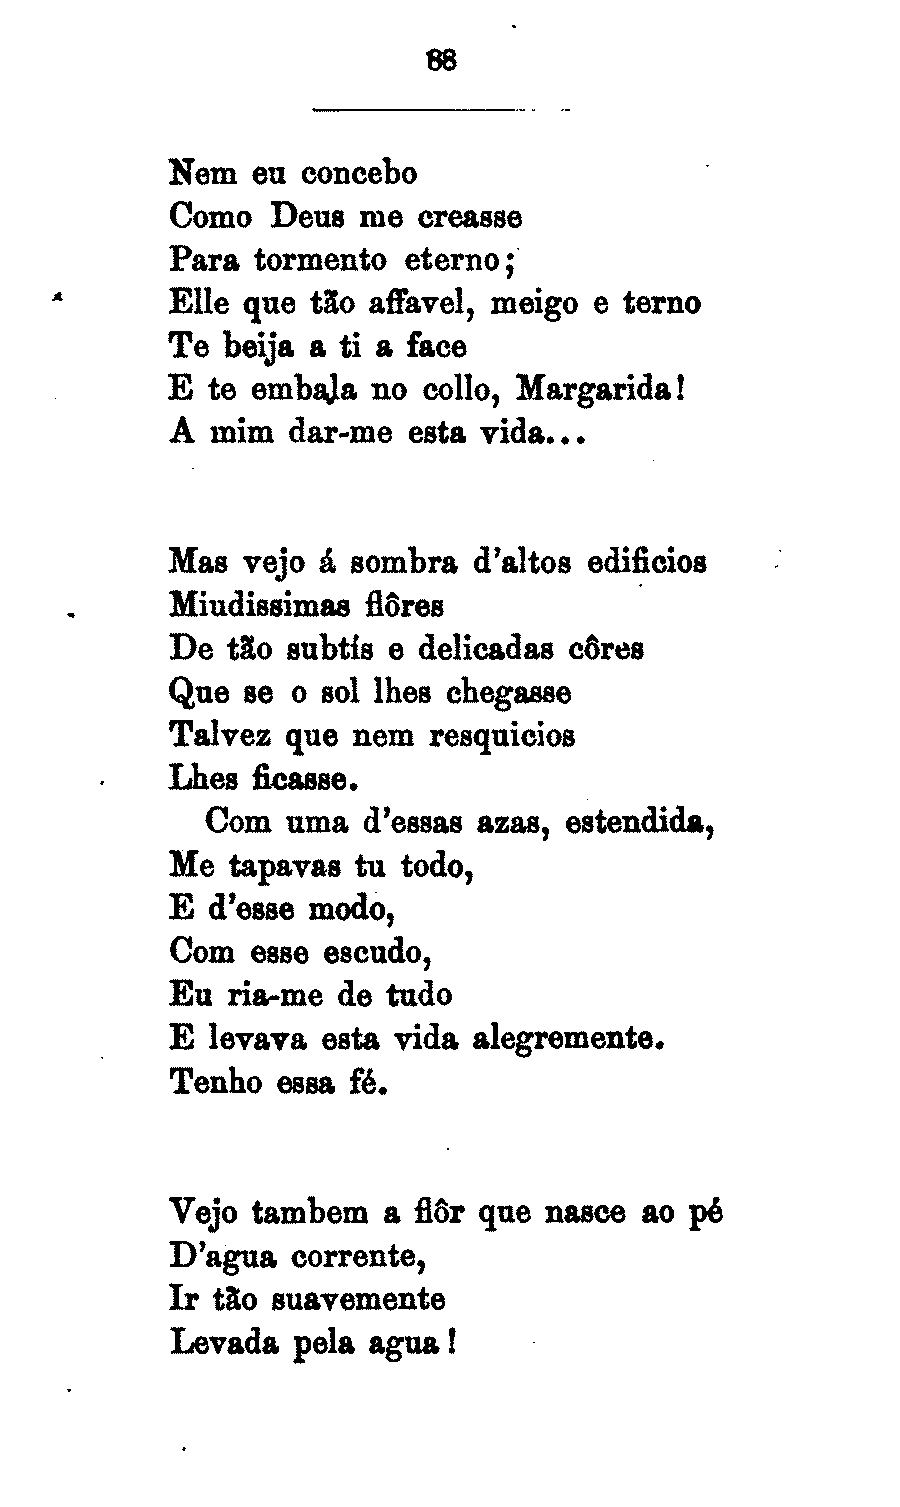 88
Nem eu concebo
Como Deus me creasse
Para tormento eterno;
Elle que tão affavel, meigo e terno
Te beija a ti a face
E te embala no collo, Margarida!
A mim dar-me esta vida...
Mas vejo á sombra d'altos edificios
Miudissimas flôres
De tão subtís e delicadas côres
Que se o sol lhes chegasse
Talvez que nem resquicios
Lhes ficasse.
Com uma d'essas azas, estendida,
Me tapavas tu todo,
E d'esse modo,
Com esse escudo,
Eu ria-me de tudo
E levava esta vida alegremente.
Tenho essa fé.
Vejo tambem a flôr que nasce ao pé
D'agua corrente,
Ir tão suavemente
Levada pela agua!